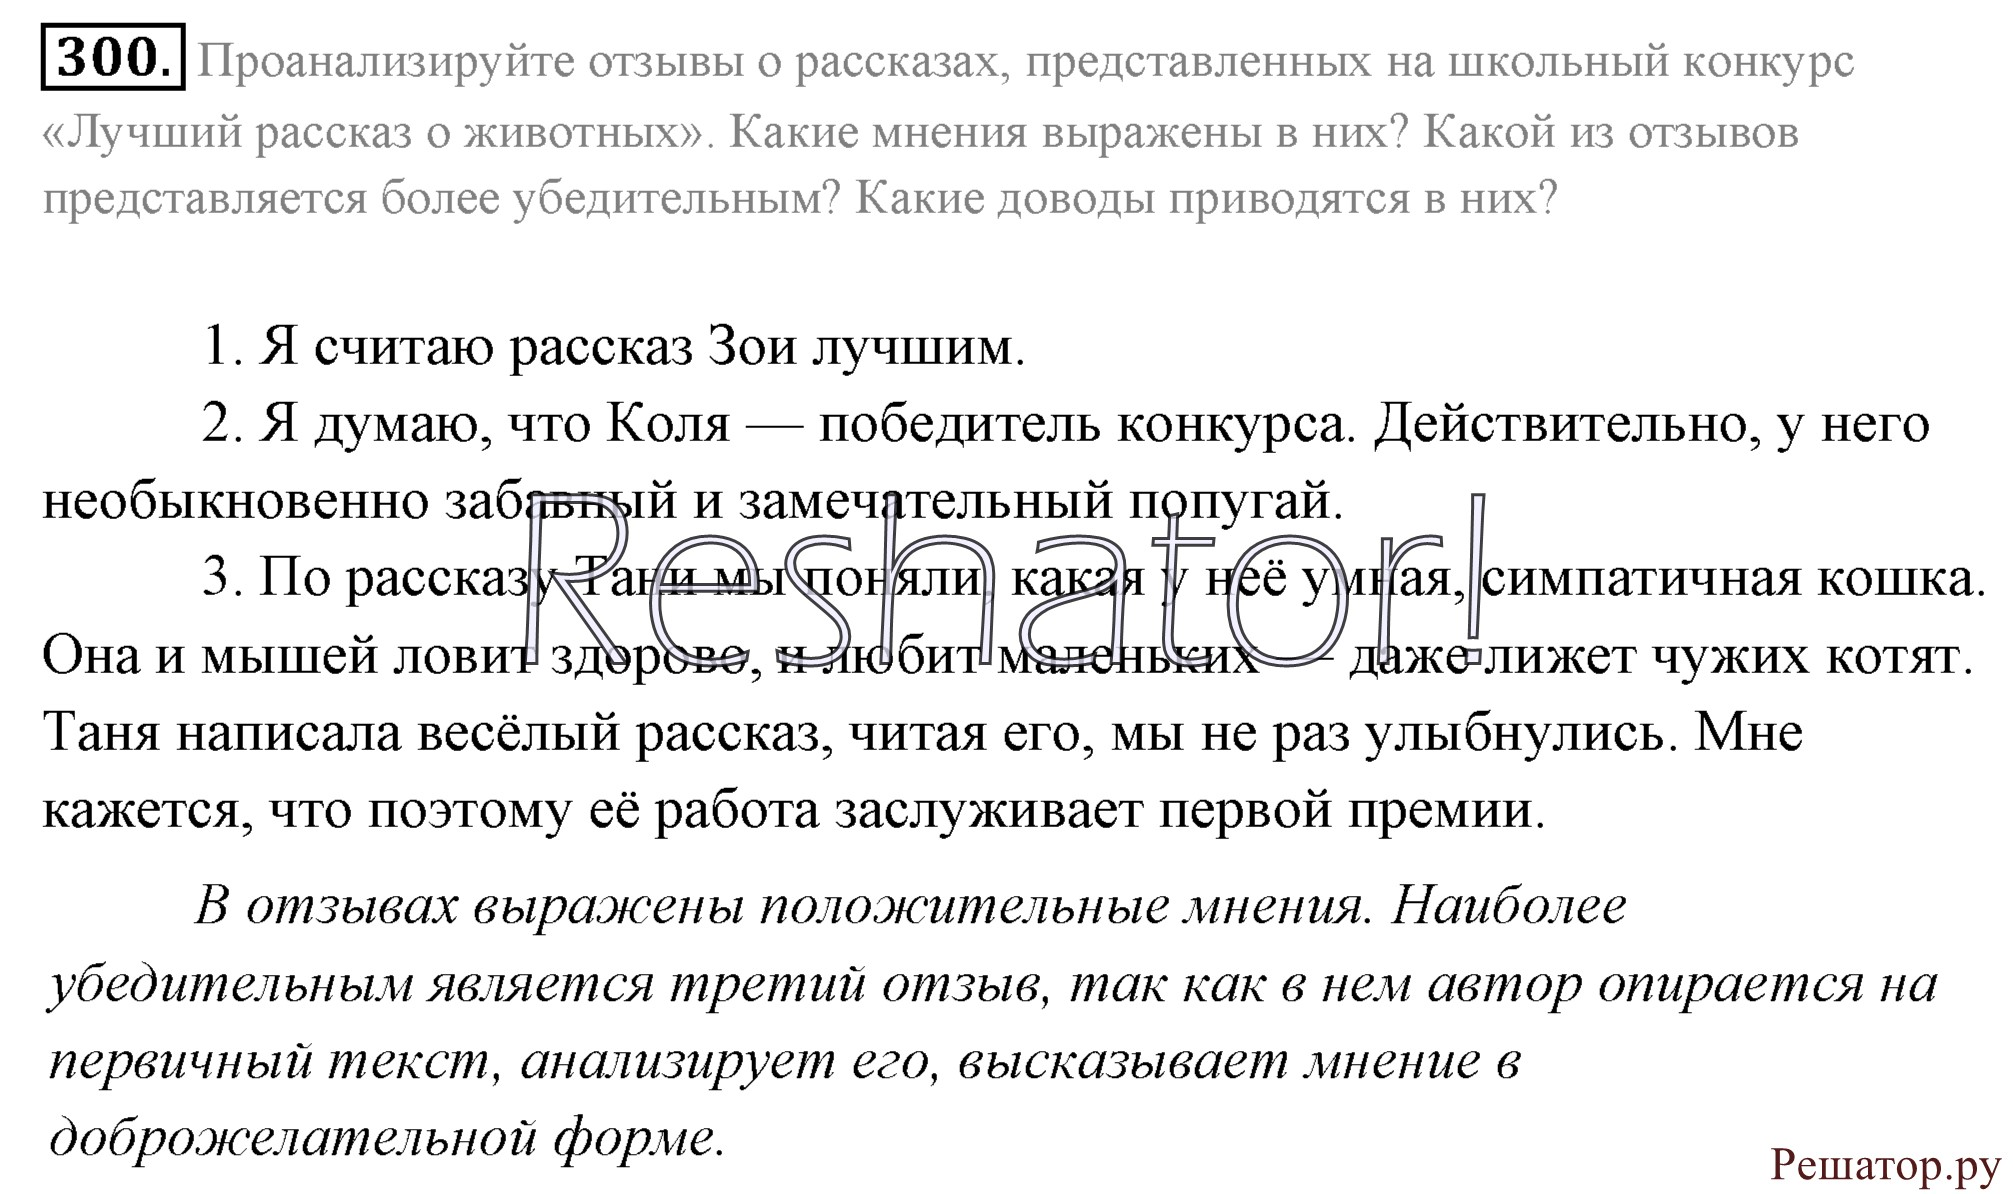 300. Проанализируйте отзывы о рассказах, представленных на школьный конкурс
«Лучший рассказ о животных». Какие мнения выражены в них? Какой из отзывов
представляется более убедительным? Какие доводы приводятся в них?
1. Я считаю рассказ Зои лучшим.
2. Я думаю, что Коля — победитель конкурса. Действительно, у него
необыкновенно забавный и замечательный попугай.
3. По рассказу Тани мы поняли, какая у неё умная, симпатичная кошка.
Она и мышей ловит здорово, и любит маленьких — даже лижет чужих котят.
Таня написала весёлый рассказ, читая его, мы не раз улыбнулись. Мне
кажется, что поэтому её работа заслуживает первой премии.
Reshator!
В отзывах выражены положительные мнения. Наиболее
убедительным является третий отзыв, так как в нем автор опирается на
первичный текст, анализирует его, высказывает мнение в
доброжелательной форме.
Решатор.ру